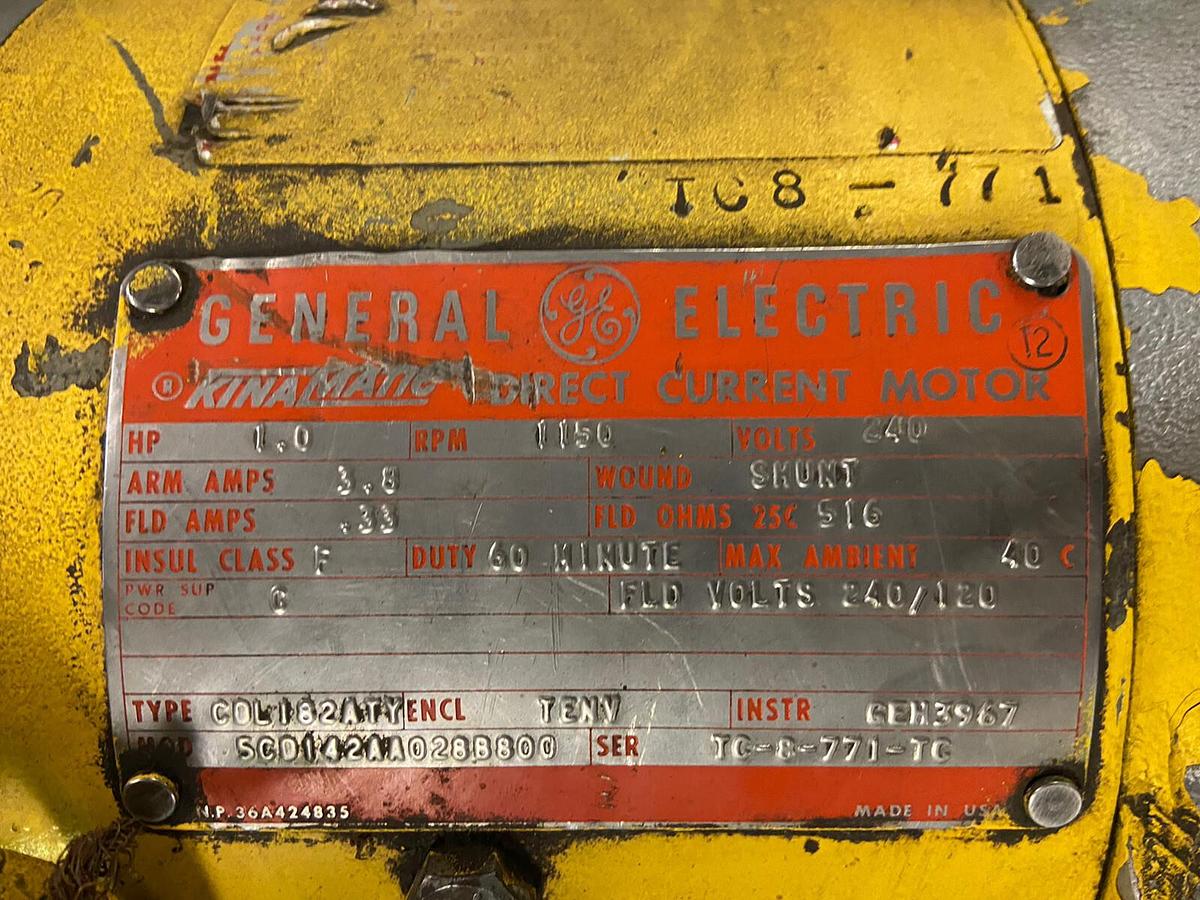 TC8-771
GENERAL GE ELECTRIC
12
® KINAMATIC DIRECT CURRENT MOTOR
HP 1.0 RPM 1150 VOLTS 240
ARM AMPS 3.8 WOUND SHUNT
FLD AMPS .33 FLD OHMS 25C 516
INSUL CLASS F DUTY 60 MINUTE MAX AMBIENT 40 C
PWR SUP CODE C FLD VOLTS 240/120
TYPE CDL182ATY ENCL TENV INSTR GEH3967
MOD 5CD142AA028B800 SER TC-8-771-TC
N.P. 36A424835 MADE IN USA